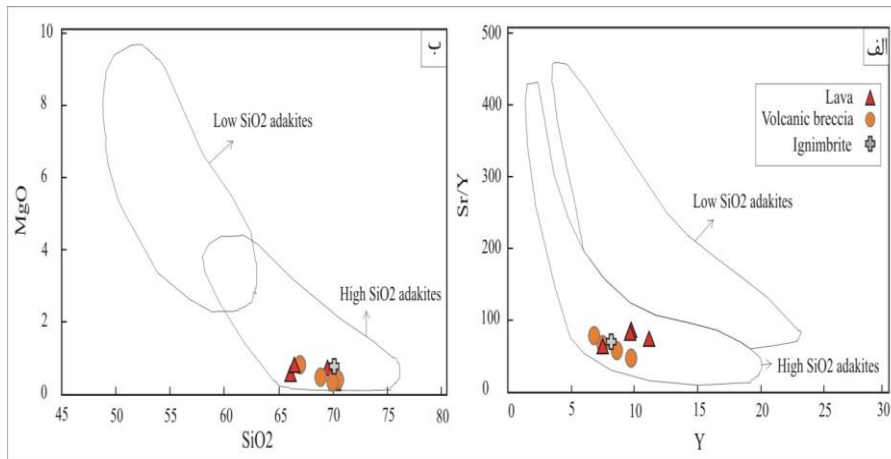 ب
MgO
10
8
6
4
2
0
45
50
55
60
65
70
75
80
SiO2
Low SiO2 adakites
High SiO2 adakites
الف
Sr/Y
500
400
300
500
200
100
00
0
5
10
15
20
25
30
Y
Lava
Volcanic breccia
Ignimbrite
Low SiO2 adakites
High SiO2 adakites